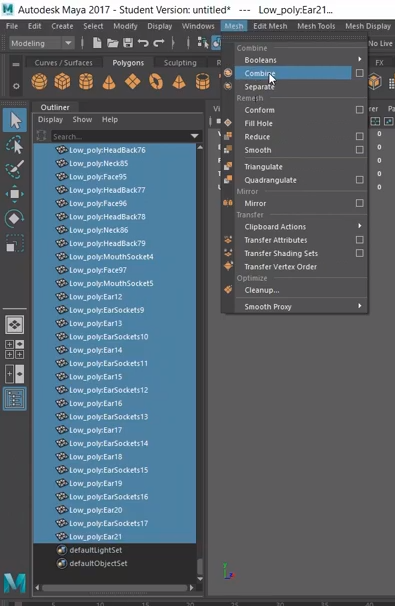 Autodesk Maya 2017 - Student Version: untitled* --- Low_poly:Ear21...
File Edit Create Select Modify Display Windows Mesh Edit Mesh Mesh Tools Mesh Display
Modeling No Live
Curves / Surfaces Polygons Sculpting FX
Outliner
Display Show Help
Search...
Low_poly:HeadBack76
Low_poly:Neck85
Low_poly:Face95
Low_poly:HeadBack77
Low_poly:Face96
Low_poly:HeadBack78
Low_poly:Neck86
Low_poly:HeadBack79
Low_poly:MouthSocket4
Low_poly:Face97
Low_poly:MouthSocket5
Low_poly:Ear12
Low_poly:EarSockets9
Low_poly:Ear13
Low_poly:EarSockets10
Low_poly:Ear14
Low_poly:EarSockets11
Low_poly:Ear15
Low_poly:EarSockets12
Low_poly:Ear16
Low_poly:EarSockets13
Low_poly:Ear17
Low_poly:EarSockets14
Low_poly:Ear18
Low_poly:EarSockets15
Low_poly:Ear19
Low_poly:EarSockets16
Low_poly:Ear20
Low_poly:EarSockets17
Low_poly:Ear21
defaultLightSet
defaultObjectSet
Combine
Booleans
Combine
Separate
Remesh
Conform
Fill Hole
Reduce
Smooth
Triangulate
Quadrangulate
Mirror
Mirror
Transfer
Clipboard Actions
Transfer Attributes
Transfer Shading Sets
Transfer Vertex Order
Optimize
Cleanup...
Smooth Proxy
Panels
0
0
0
0
0